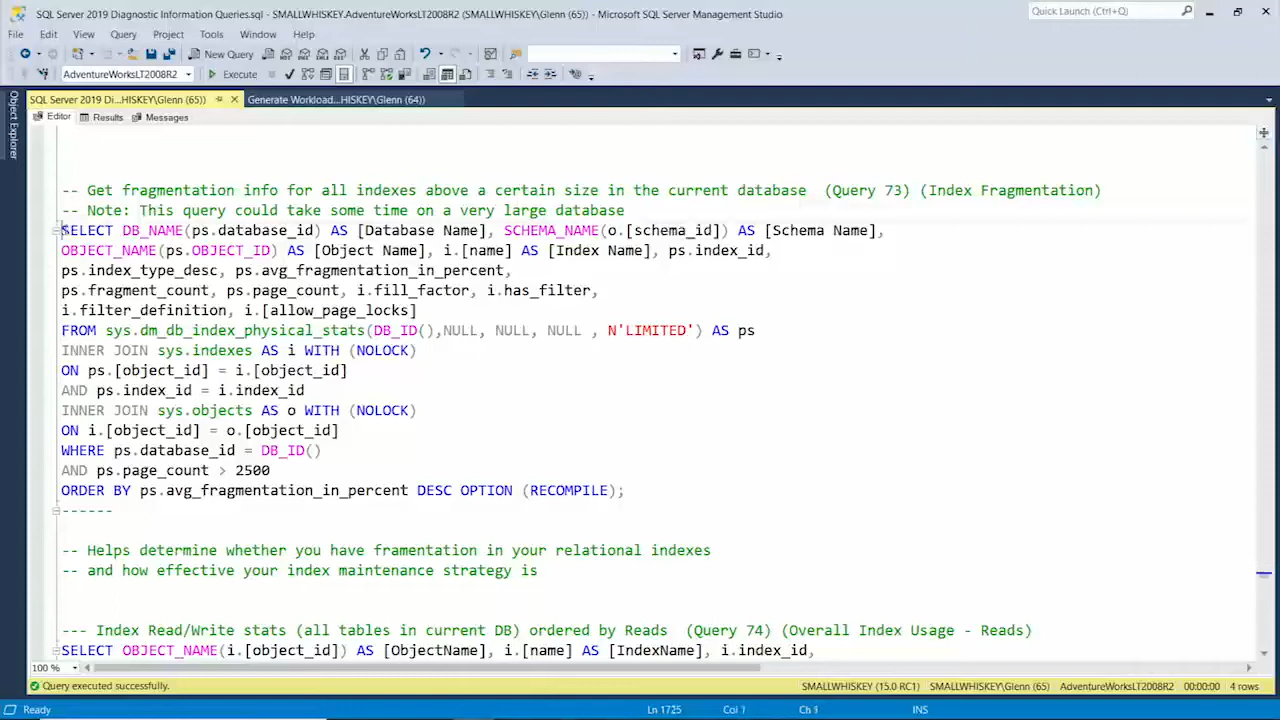 SQL Server 2019 Diagnostic Information Queries.sql - SMALLWHISKEY.AdventureWorksLT2008R2 (SMALLWHISKEY\Glenn (65)) - Microsoft SQL Server Management Studio
Quick Launch (Ctrl+Q)
File Edit View Query Project Tools Window Help
New Query
AdventureWorksLT2008R2 Execute
Object Explorer
SQL Server 2019 Di...HISKEY\Glenn (65)) Generate Workload...HISKEY\Glenn (64))
Editor Results Messages
-- Get fragmentation info for all indexes above a certain size in the current database  (Query 73) (Index Fragmentation)
-- Note: This query could take some time on a very large database
SELECT DB_NAME(ps.database_id) AS [Database Name], SCHEMA_NAME(o.[schema_id]) AS [Schema Name],
OBJECT_NAME(ps.OBJECT_ID) AS [Object Name], i.[name] AS [Index Name], ps.index_id,
ps.index_type_desc, ps.avg_fragmentation_in_percent,
ps.fragment_count, ps.page_count, i.fill_factor, i.has_filter,
i.filter_definition, i.[allow_page_locks]
FROM sys.dm_db_index_physical_stats(DB_ID(),NULL, NULL, NULL , N'LIMITED') AS ps
INNER JOIN sys.indexes AS i WITH (NOLOCK)
ON ps.[object_id] = i.[object_id]
AND ps.index_id = i.index_id
INNER JOIN sys.objects AS o WITH (NOLOCK)
ON i.[object_id] = o.[object_id]
WHERE ps.database_id = DB_ID()
AND ps.page_count > 2500
ORDER BY ps.avg_fragmentation_in_percent DESC OPTION (RECOMPILE);
------
-- Helps determine whether you have framentation in your relational indexes
-- and how effective your index maintenance strategy is
--- Index Read/Write stats (all tables in current DB) ordered by Reads  (Query 74) (Overall Index Usage - Reads)
SELECT OBJECT_NAME(i.[object_id]) AS [ObjectName], i.[name] AS [IndexName], i.index_id,
100 %
Query executed successfully. SMALLWHISKEY (15.0 RC1) SMALLWHISKEY\Glenn (65) AdventureWorksLT2008R2 00:00:00 4 rows
Ready Ln 1725 Col 1 Ch 1 INS